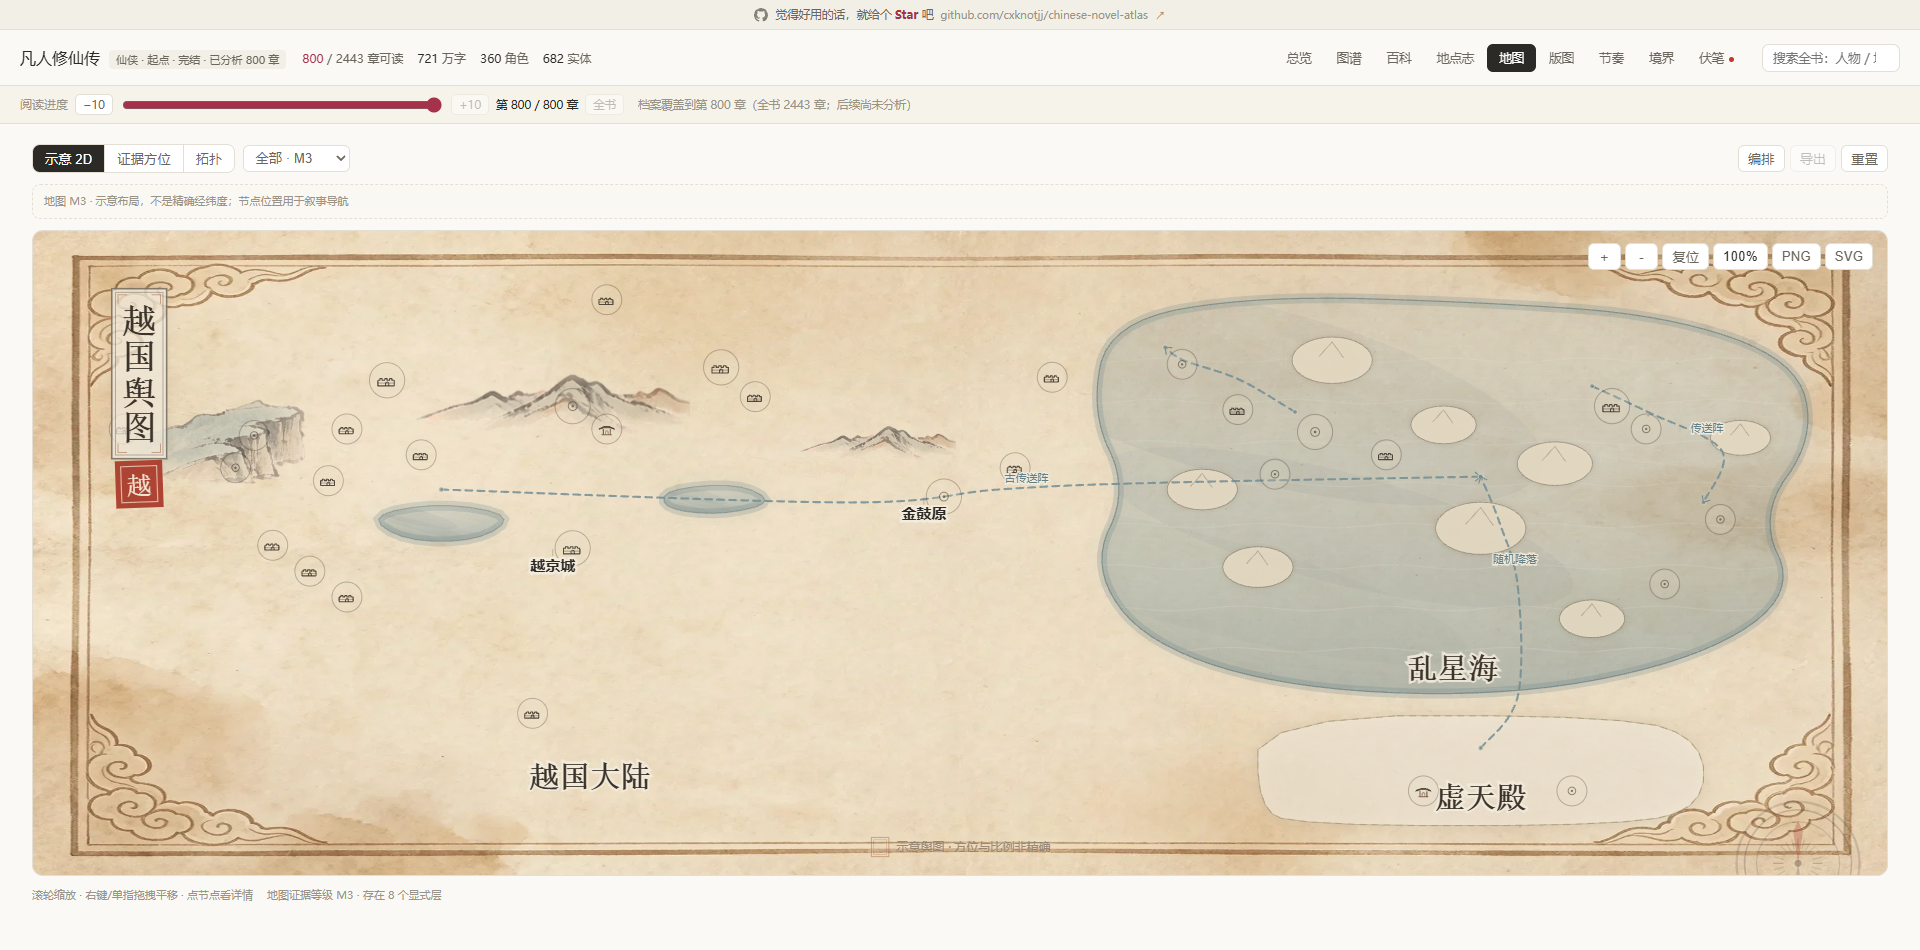 觉得好用的话，就给个 Star 吧 github.com/cxknotjj/chinese-novel-atlas ↗
凡人修仙传 仙侠 · 起点 · 完结 · 已分析 800 章 800 / 2443 章可读 721 万字 360 角色 682 实体 总览 图谱 百科 地点志 地图 版图 节奏 境界 伏笔
阅读进度 −10 +10 第 800 / 800 章 全书 档案覆盖到第 800 章（全书 2443 章；后续尚未分析）
搜索全书：人物 /
示意 2D 证据方位 拓扑 全部 · M3 编排 导出 重置
地图 M3 · 示意布局，不是精确经纬度；节点位置用于叙事导航
+ - 复位 100% PNG SVG
越国舆图
越
传送阵
古传送阵
金鼓原
越京城
随机降落
乱星海
越国大陆
虚天殿
示意舆图 · 方位与比例非精确
滚轮缩放 · 右键/单指拖拽平移 · 点节点看详情 地图证据等级 M3 · 存在 8 个显式层